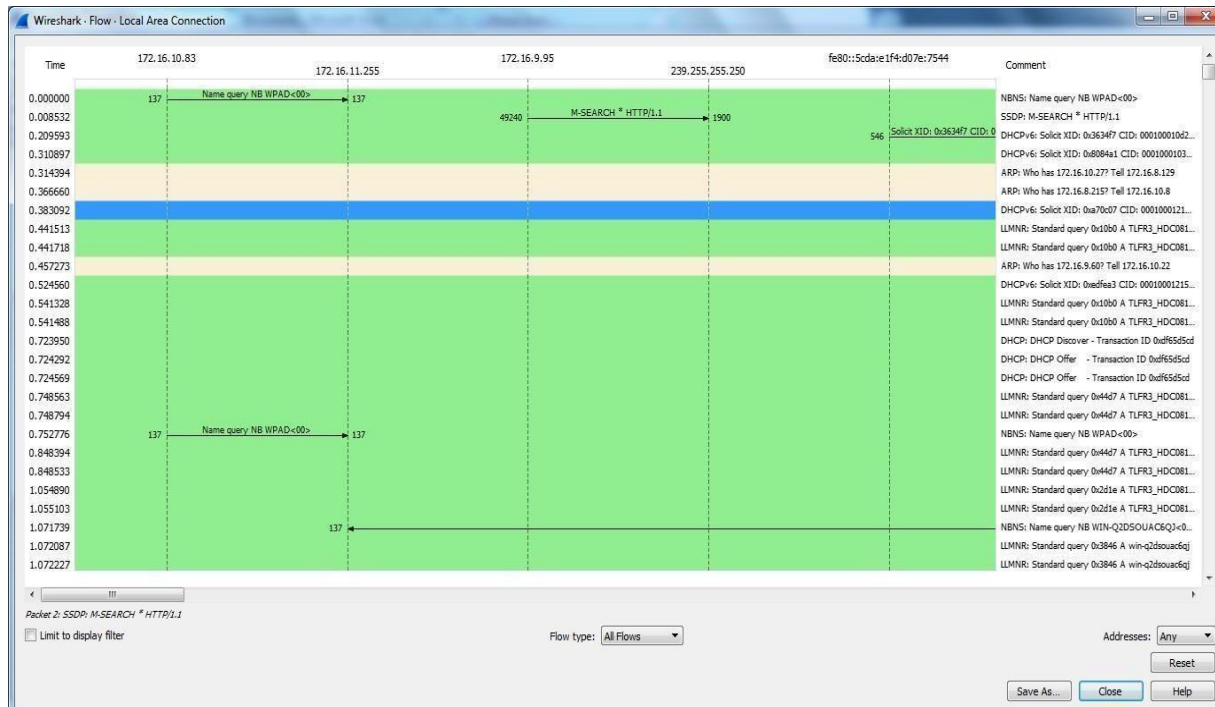 Wireshark · Flow · Local Area Connection
Time 172.16.10.83 172.16.11.255 172.16.9.95 239.255.255.250 fe80::5cda:e1f4:d07e:7544 Comment
0.000000 137 Name query NB WPAD<00> 137 NBNS: Name query NB WPAD<00>
0.008532 49240 M-SEARCH * HTTP/1.1 1900 SSDP: M-SEARCH * HTTP/1.1
0.209593 546 Solicit XID: 0x3634f7 CID: 0 DHCPv6: Solicit XID: 0x3634f7 CID: 000100010d2...
0.310897 DHCPv6: Solicit XID: 0x8084a1 CID: 0001000103...
0.314394 ARP: Who has 172.16.10.27? Tell 172.16.8.129
0.366660 ARP: Who has 172.16.8.215? Tell 172.16.10.8
0.383092 DHCPv6: Solicit XID: 0xa70c07 CID: 0001000121...
0.441513 LLMNR: Standard query 0x10b0 A TLFR3_HDC081...
0.441718 LLMNR: Standard query 0x10b0 A TLFR3_HDC081...
0.457273 ARP: Who has 172.16.9.60? Tell 172.16.10.22
0.524560 DHCPv6: Solicit XID: 0xedfea3 CID: 00010001215...
0.541328 LLMNR: Standard query 0x10b0 A TLFR3_HDC081...
0.541488 LLMNR: Standard query 0x10b0 A TLFR3_HDC081...
0.723950 DHCP: DHCP Discover - Transaction ID 0xdf65d5cd
0.724292 DHCP: DHCP Offer - Transaction ID 0xdf65d5cd
0.724569 DHCP: DHCP Offer - Transaction ID 0xdf65d5cd
0.748563 LLMNR: Standard query 0x44d7 A TLFR3_HDC081...
0.748794 LLMNR: Standard query 0x44d7 A TLFR3_HDC081...
0.752776 137 Name query NB WPAD<00> 137 NBNS: Name query NB WPAD<00>
0.848394 LLMNR: Standard query 0x44d7 A TLFR3_HDC081...
0.848533 LLMNR: Standard query 0x44d7 A TLFR3_HDC081...
1.054890 LLMNR: Standard query 0x2d1e A TLFR3_HDC081...
1.055103 LLMNR: Standard query 0x2d1e A TLFR3_HDC081...
1.071739 137 NBNS: Name query NB WIN-Q2DSOUAC6QJ<0...
1.072087 LLMNR: Standard query 0x3846 A win-q2dsouac6qj
1.072227 LLMNR: Standard query 0x3846 A win-q2dsouac6qj
Packet 2: SSDP: M-SEARCH * HTTP/1.1
Limit to display filter Flow type: All Flows Addresses: Any
Reset
Save As... Close Help